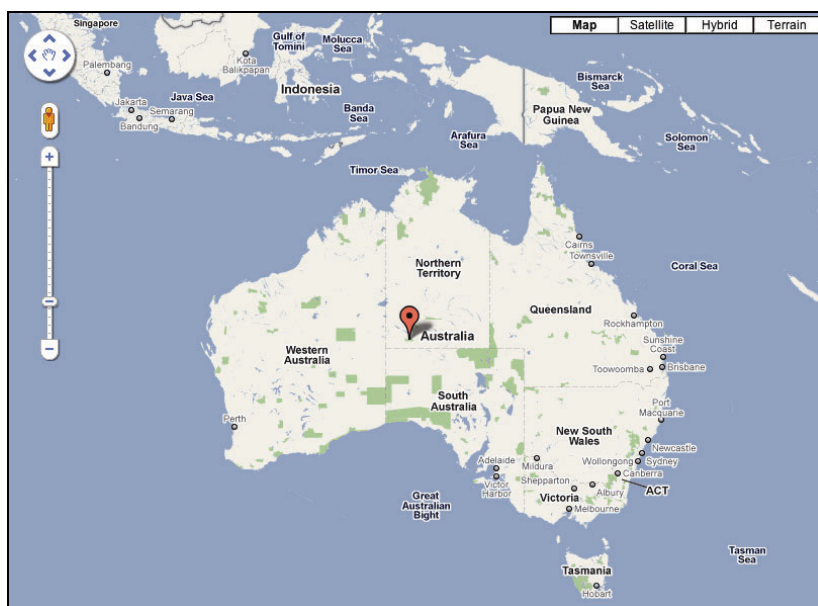 Singapore
Gulf of
Tomini
Molucca
Sea
Map
Satellite
Hybrid
Terrain
Kota
Balikpapan
Palembang
Indonesia
Bismarck
Sea
Jakarta
Java Sea
Semarang
Bandung
Banda
Sea
Papua New
Guinea
Arafura
Sea
Solomon
Sea
Timor Sea
Cairns
Townsville
Northern
Territory
Coral Sea
Queensland
Rockhampton
Australia
Sunshine
Coast
Western
Australia
Toowoomba
Brisbane
South
Australia
Port
Macquarie
Perth
New South
Wales
Newcastle
Adelaide
Mildura
Wollongong
Sydney
Canberra
Victor
Harbor
Shepparton
Albury
ACT
Great
Australian
Bight
Victoria
Melbourne
Tasman
Sea
Tasmania
Hobart